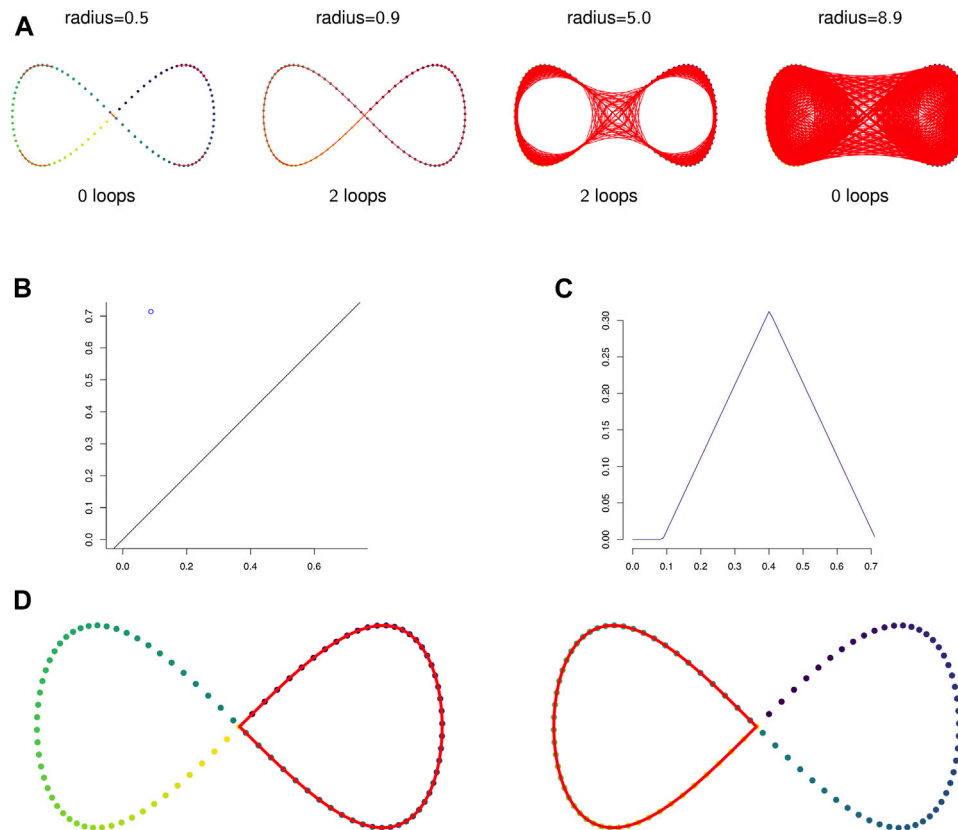 A
radius=0.5 radius=0.9 radius=5.0 radius=8.9
0 loops 2 loops 2 loops 0 loops
B
0.7
0.6
0.5
0.4
0.3
0.2
0.1
0.0
0.0 0.2 0.4 0.6
C
0.30
0.25
0.20
0.15
0.10
0.05
0.00
0.0 0.1 0.2 0.3 0.4 0.5 0.6 0.7
D